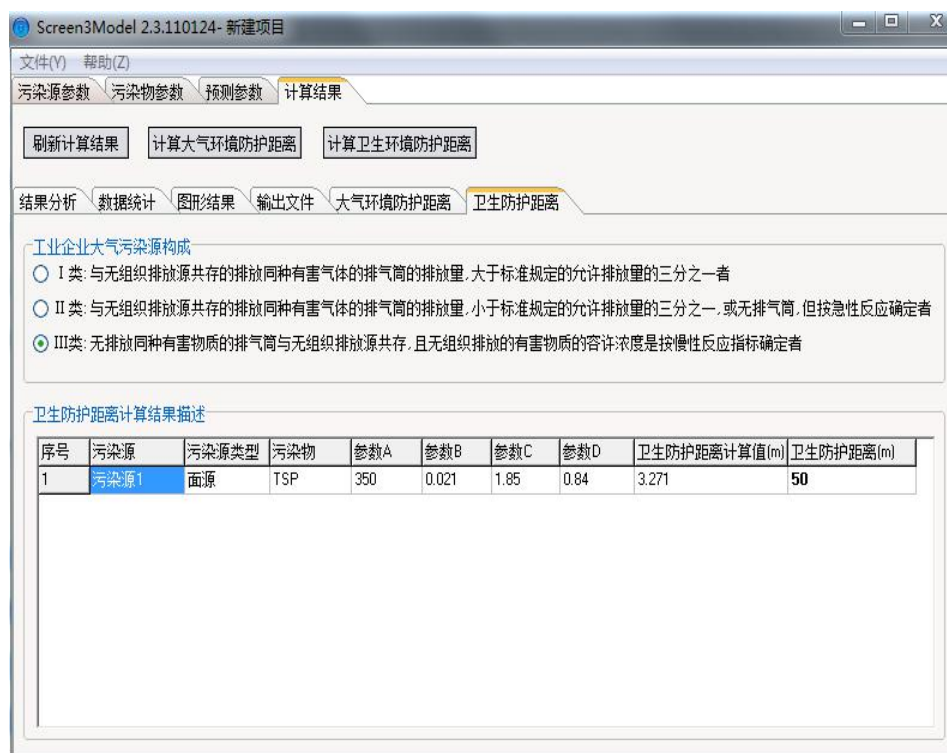 Screen3Model 2.3.110124- 新建项目
文件(Y) 帮助(Z)
污染源参数 污染物参数 预测参数 计算结果
刷新计算结果 计算大气环境防护距离 计算卫生环境防护距离
结果分析 数据统计 图形结果 输出文件 大气环境防护距离 卫生防护距离
工业企业大气污染源构成
I 类: 与无组织排放源共存的排放同种有害气体的排气筒的排放量,大于标准规定的允许排放量的三分之一者
II 类: 与无组织排放源共存的排放同种有害气体的排气筒的排放量,小于标准规定的允许排放量的三分之一,或无排气筒,但按急性反应确定者
III类: 无排放同种有害物质的排气筒与无组织排放源共存,且无组织排放的有害物质的容许浓度是按慢性反应指标确定者
卫生防护距离计算结果描述
序号 污染源 污染源类型 污染物 参数A 参数B 参数C 参数D 卫生防护距离计算值(m) 卫生防护距离(m)
1 污染源1 面源 TSP 350 0.021 1.85 0.84 3.271 50